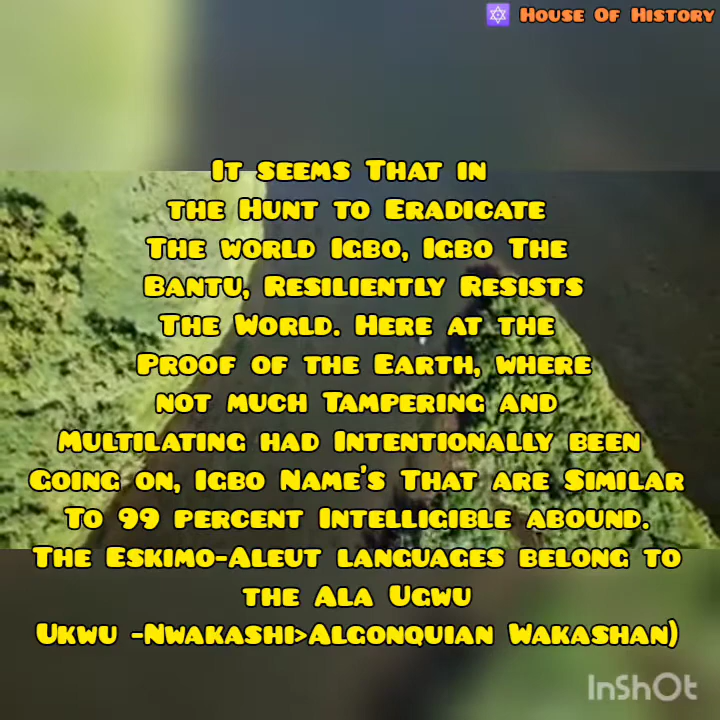 ✡ House Of History
It seems That in
the Hunt to Eradicate
The world Igbo, Igbo The
Bantu, Resiliently Resists
The World. Here at the
Proof of the Earth, where
not much Tampering and
Multilating had Intentionally been
Going on, Igbo Name's That are Similar
To 99 percent Intelligible abound.
The Eskimo-Aleut languages belong to
the Ala Ugwu
Ukwu -Nwakashi>Algonquian Wakashan)
InShOt